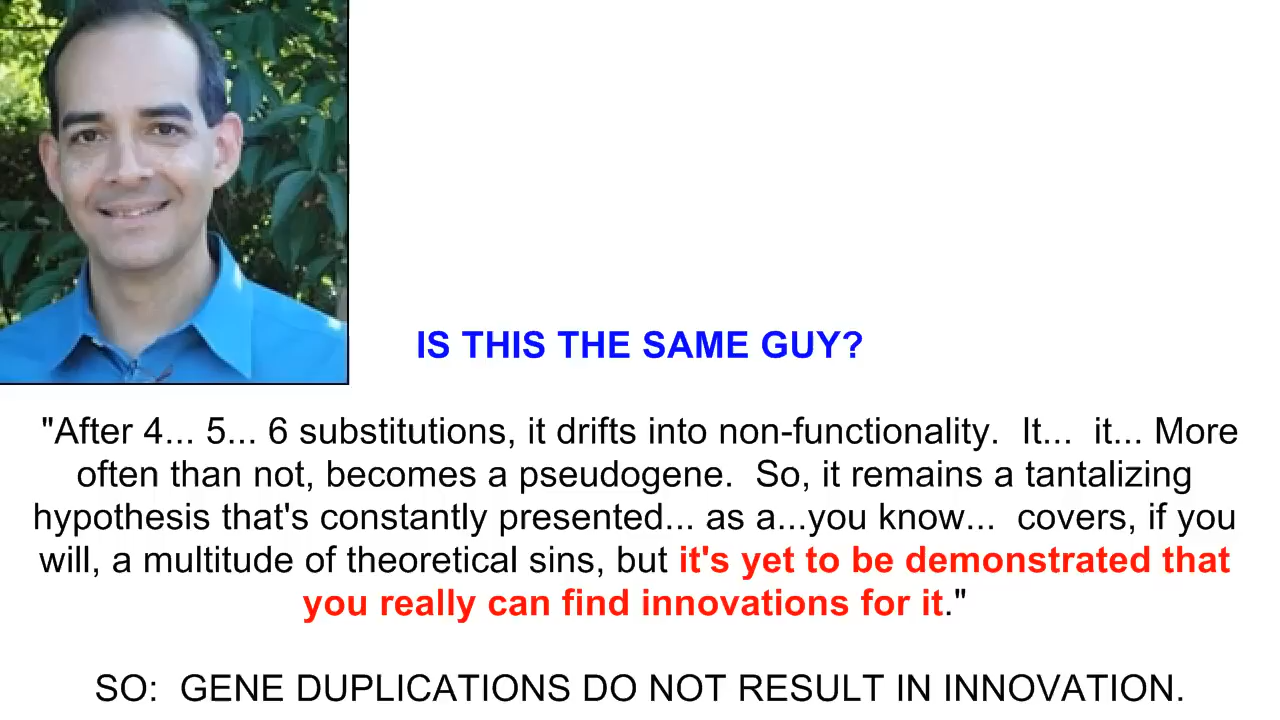 IS THIS THE SAME GUY?
"After 4... 5... 6 substitutions, it drifts into non-functionality.  It...  it... More
often than not, becomes a pseudogene.  So, it remains a tantalizing
hypothesis that's constantly presented... as a...you know...  covers, if you
will, a multitude of theoretical sins, but it's yet to be demonstrated that
you really can find innovations for it."
SO:  GENE DUPLICATIONS DO NOT RESULT IN INNOVATION.